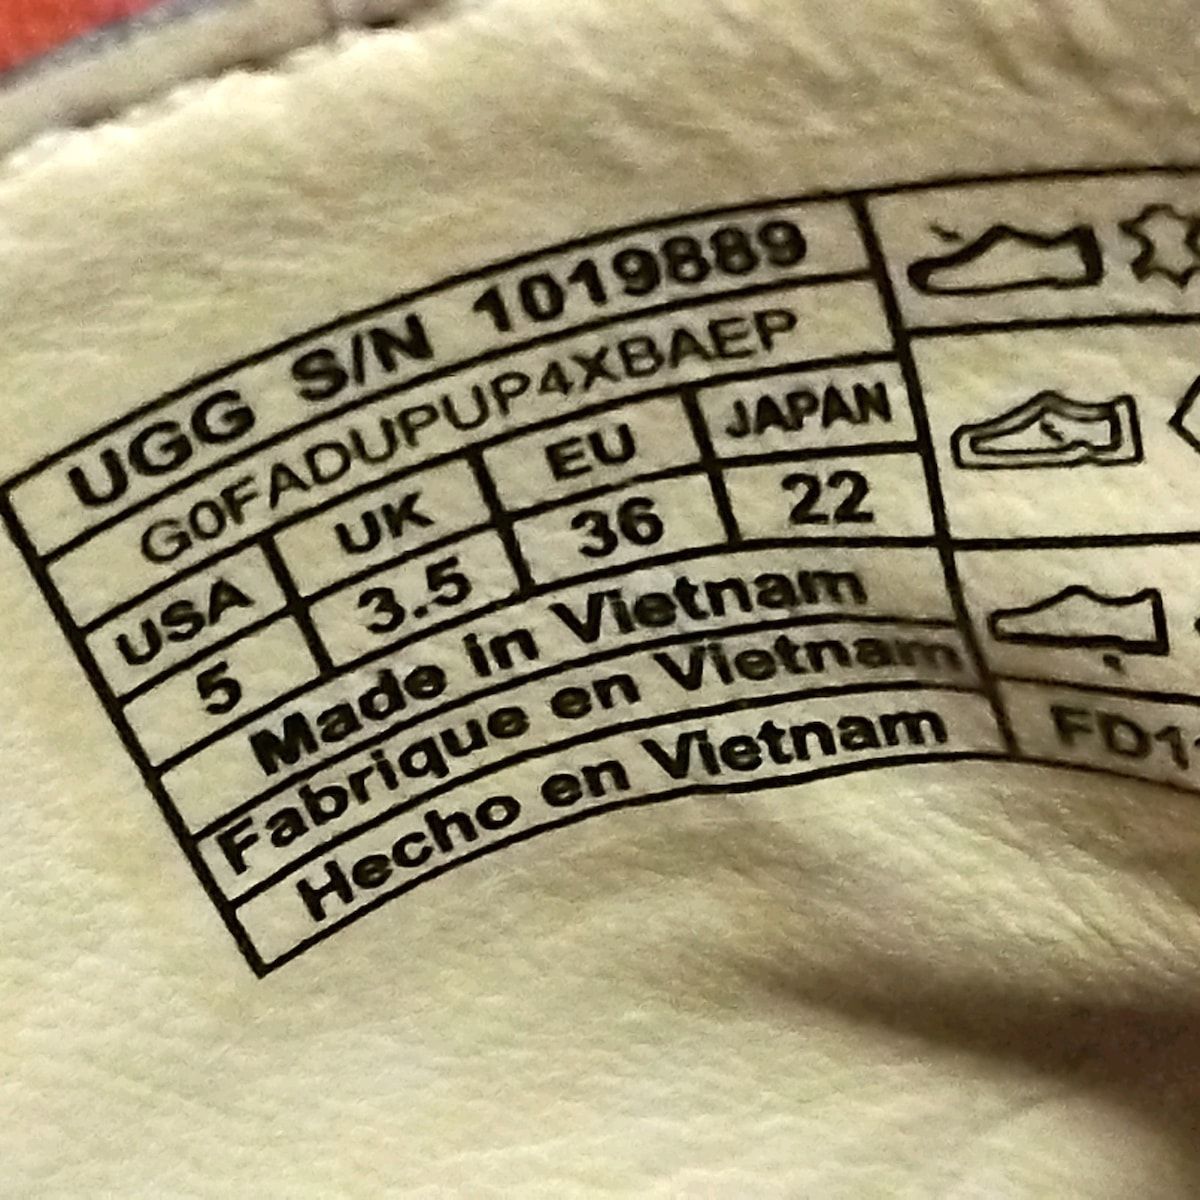 UGG S/N 1019889
G0FADUPUP4XBAEP
USA UK EU JAPAN
5 3.5 36 22
Made in Vietnam
Fabrique en Vietnam
Hecho en Vietnam